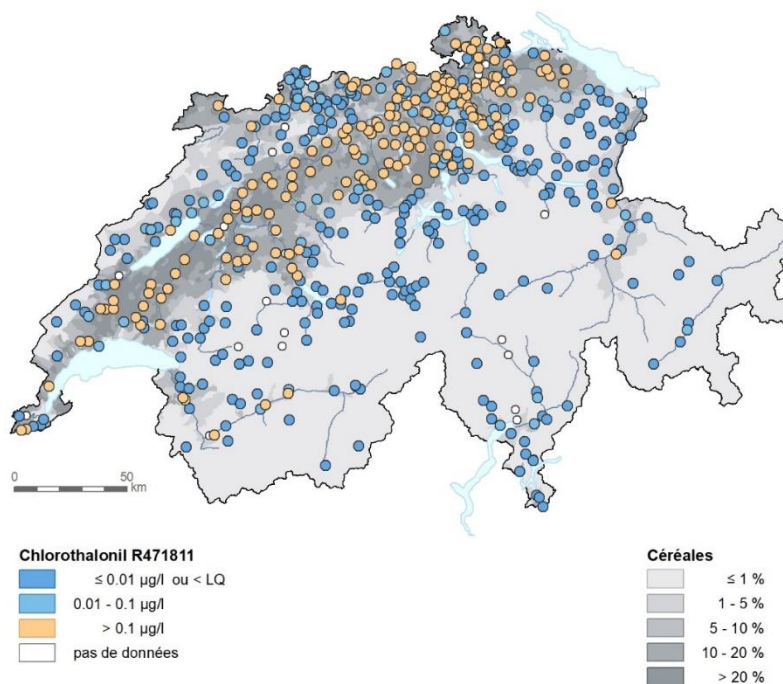 0 50
km
Chlorothalonil R471811
≤ 0.01 µg/l ou < LQ
0.01 - 0.1 µg/l
> 0.1 µg/l
pas de données
Céréales
≤ 1 %
1 - 5 %
5 - 10 %
10 - 20 %
> 20 %